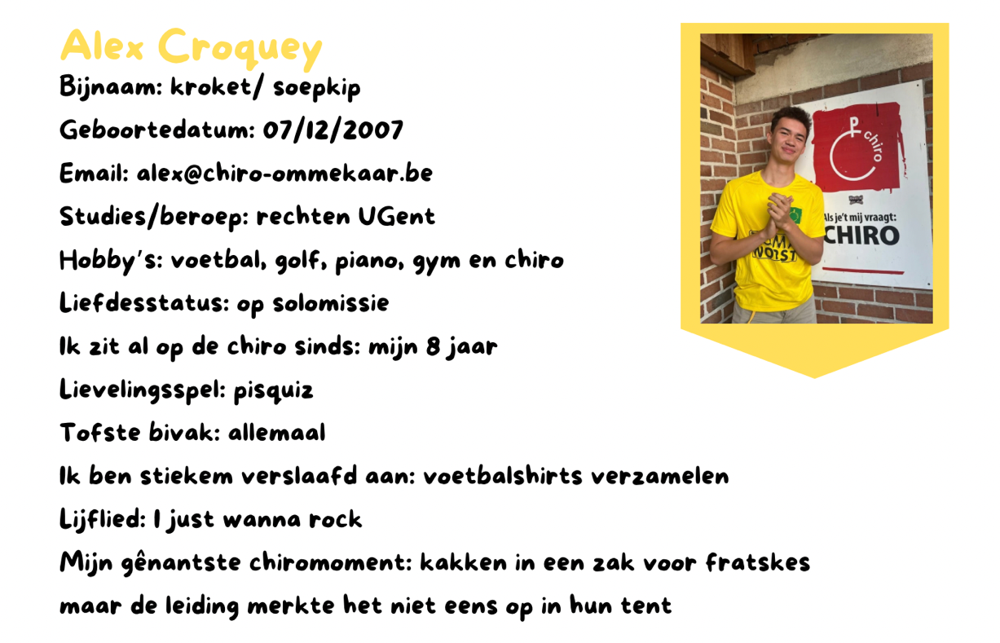 Alex Croquey
Bijnaam: kroket/ soepkip
Geboortedatum: 07/12/2007
Email: alex@chiro-ommekaar.be
Studies/beroep: rechten UGent
Hobby's: voetbal, golf, piano, gym en chiro
Liefdesstatus: op solomissie
Ik zit al op de chiro sinds: mijn 8 jaar
Lievelingsspel: pisquiz
Tofste bivak: allemaal
Ik ben stiekem verslaafd aan: voetbalshirts verzamelen
Lijflied: I just wanna rock
Mijn gênantste chiromoment: kakken in een zak voor fratskes
maar de leiding merkte het niet eens op in hun tent
chiro
Als je't mij vraagt:
CHIRO
WORST